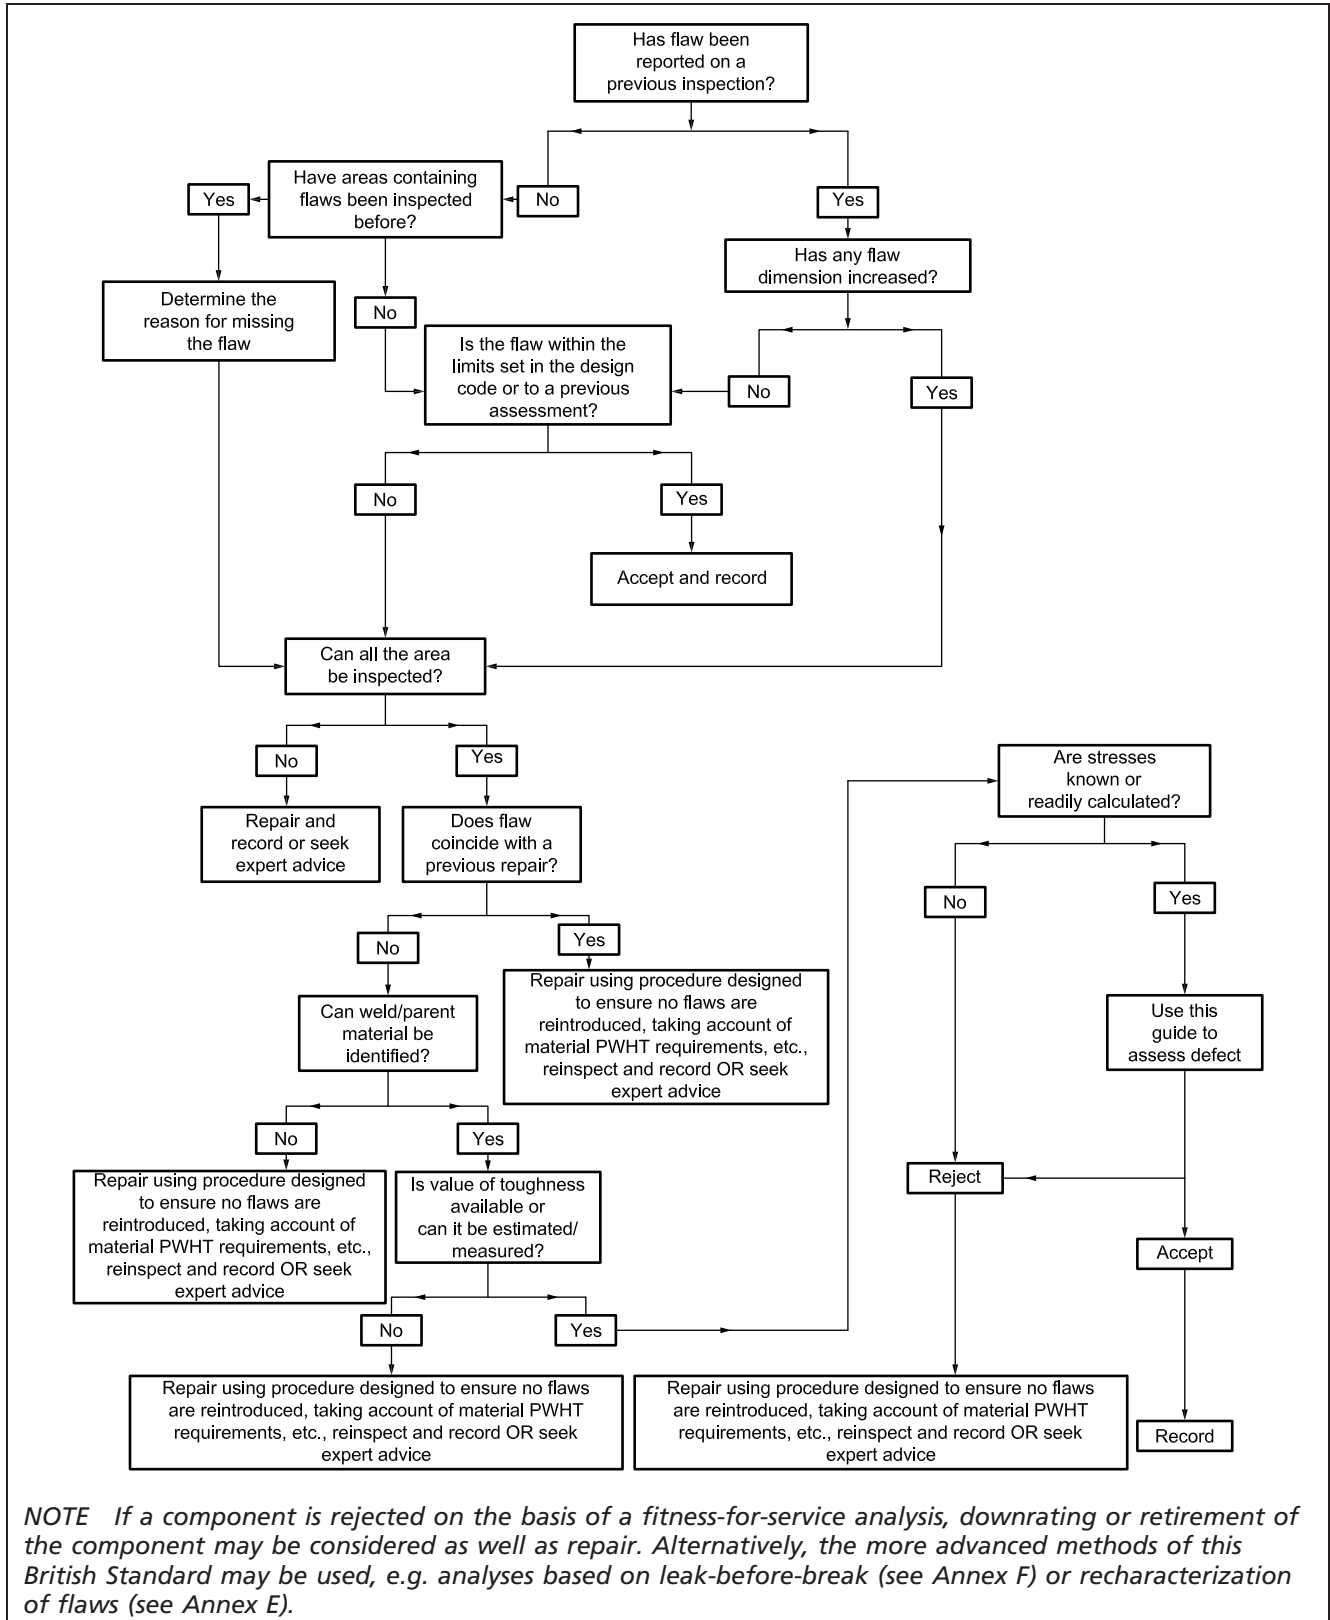 Has flaw been
reported on a
previous inspection?
Have areas containing
flaws been inspected
before?
Yes
No
Yes
Has any flaw
dimension increased?
Determine the
reason for missing
the flaw
No
Is the flaw within the
limits set in the design
code or to a previous
assessment?
No
Yes
No
Yes
Accept and record
Can all the area
be inspected?
No
Yes
Are stresses
known or
readily calculated?
Repair and
record or seek
expert advice
Does flaw
coincide with a
previous repair?
No
Yes
No
Yes
Repair using procedure designed
to ensure no flaws are
reintroduced, taking account of
material PWHT requirements, etc.,
reinspect and record OR seek
expert advice
Can weld/parent
material be
identified?
Use this
guide to
assess defect
No
Yes
Repair using procedure designed
to ensure no flaws are
reintroduced, taking account of
material PWHT requirements, etc.,
reinspect and record OR seek
expert advice
Is value of toughness
available or
can it be estimated/
measured?
Reject
Accept
No
Yes
Repair using procedure designed to ensure no flaws
are reintroduced, taking account of material PWHT
requirements, etc., reinspect and record OR seek
expert advice
Repair using procedure designed to ensure no flaws
are reintroduced, taking account of material PWHT
requirements, etc., reinspect and record OR seek
expert advice
Record
NOTE If a component is rejected on the basis of a fitness-for-service analysis, downrating or retirement of
the component may be considered as well as repair. Alternatively, the more advanced methods of this
British Standard may be used, e.g. analyses based on leak-before-break (see Annex F) or recharacterization
of flaws (see Annex E).